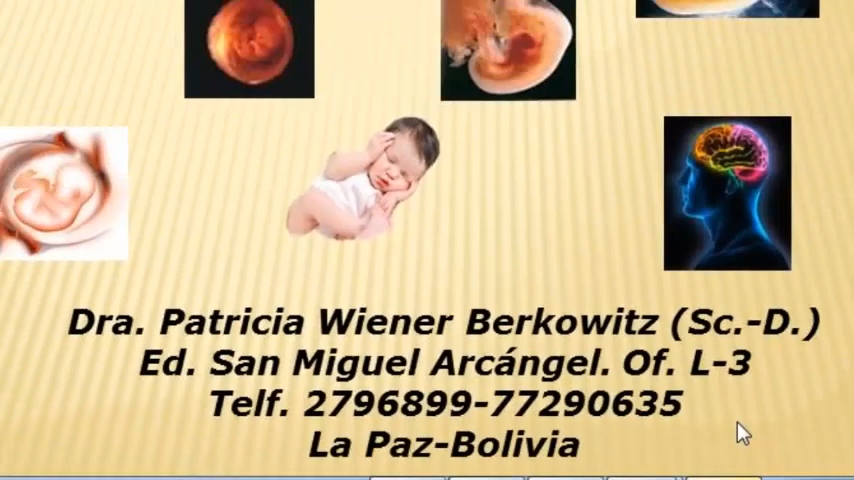 Dra. Patricia Wiener Berkowitz (Sc.-D.)
Ed. San Miguel Arcángel. Of. L-3
Telf. 2796899-77290635
La Paz-Bolivia